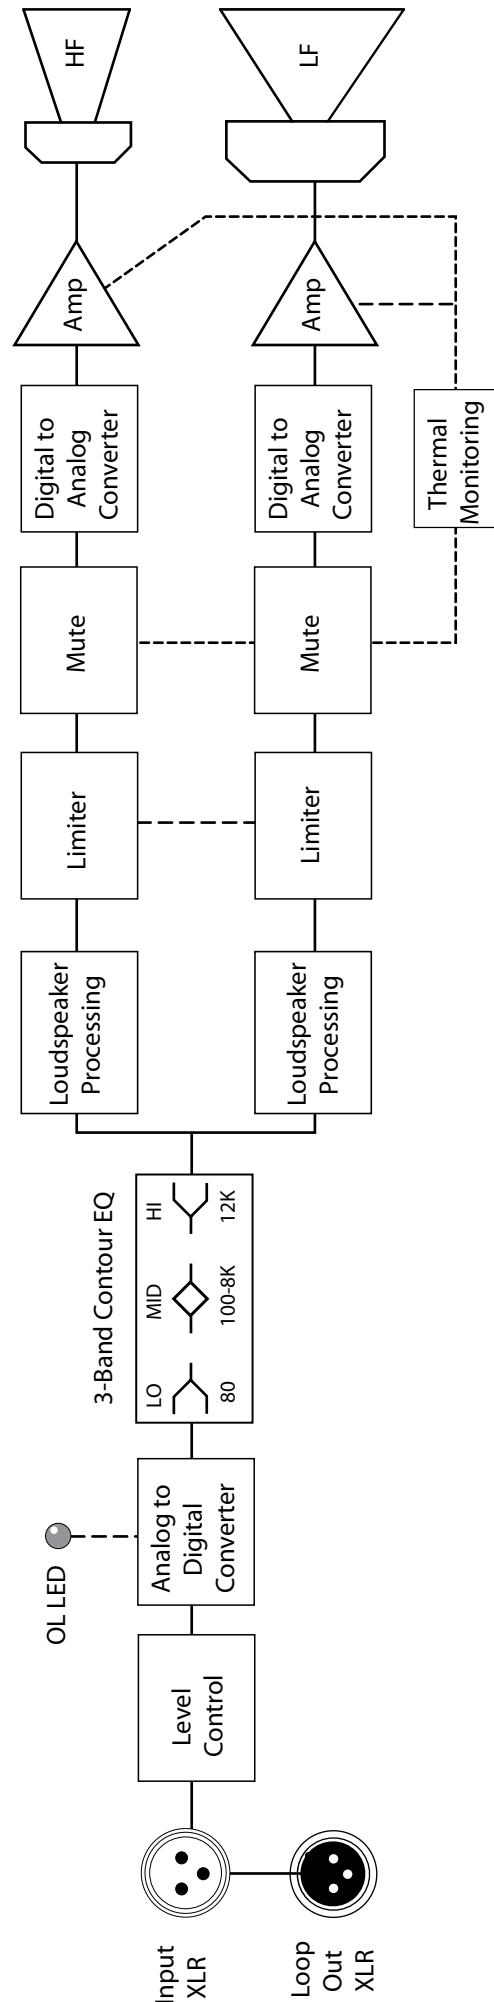 Input
XLR
Loop
Out
XLR
Level
Control
OL LED
Analog to
Digital
Converter
3-Band Contour EQ
LO
MID
HI
80
100-8K
12K
Loudspeaker
Processing
Limiter
Mute
Digital to
Analog
Converter
Amp
HF
Loudspeaker
Processing
Limiter
Mute
Digital to
Analog
Converter
Amp
LF
Thermal
Monitoring